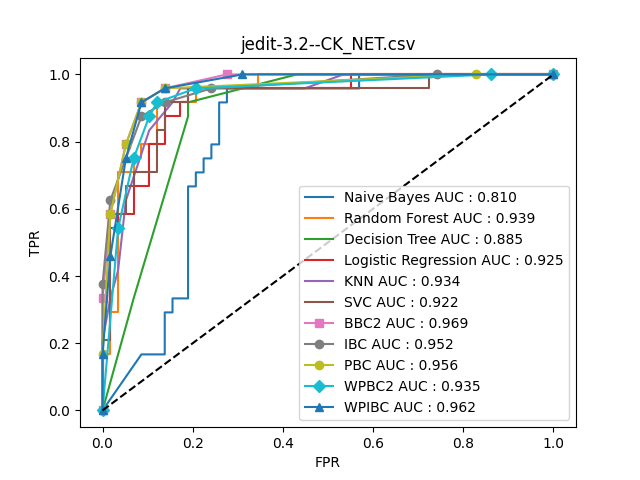 jedit-3.2--CK_NET.csv
1.0
0.8
0.6
0.4
0.2
0.0
TPR
Naive Bayes AUC : 0.810
Random Forest AUC : 0.939
Decision Tree AUC : 0.885
Logistic Regression AUC : 0.925
KNN AUC : 0.934
SVC AUC : 0.922
BBC2 AUC : 0.969
IBC AUC : 0.952
PBC AUC : 0.956
WPBC2 AUC : 0.935
WPIBC AUC : 0.962
0.0 0.2 0.4 0.6 0.8 1.0
FPR